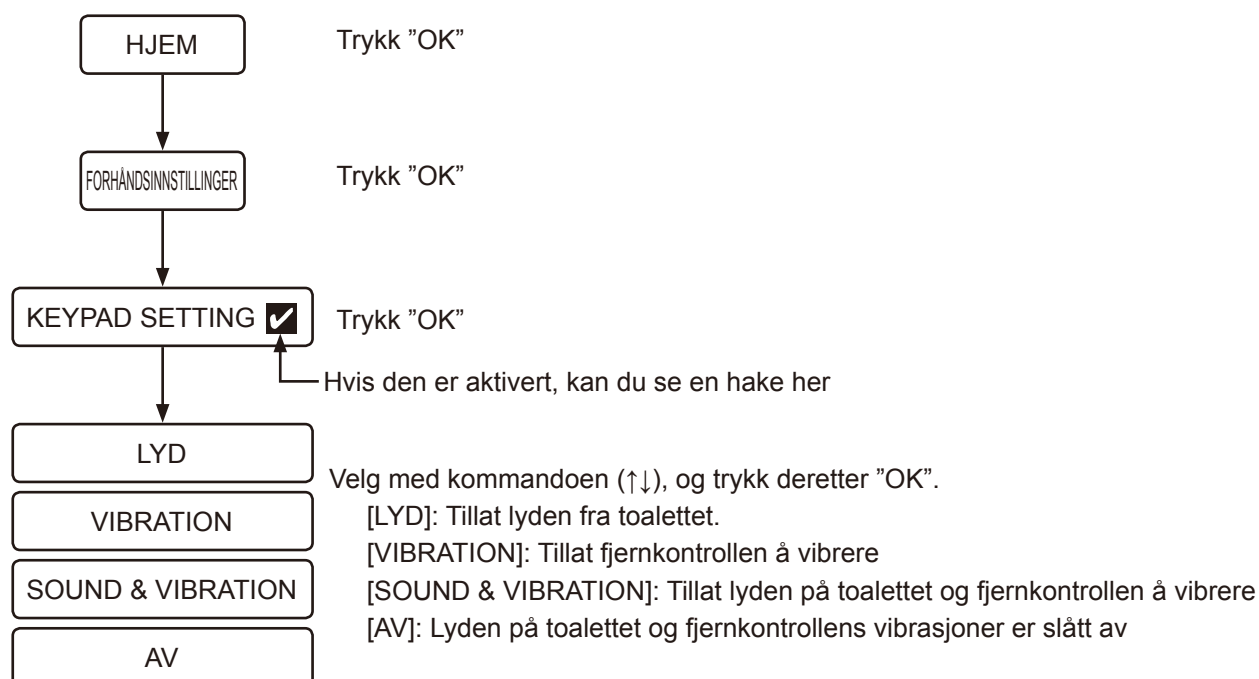 HJEM
Trykk ”OK”
FORHÅNDSINNSTILLINGER
Trykk ”OK”
KEYPAD SETTING ✔
Trykk ”OK”
Hvis den er aktivert, kan du se en hake her
LYD
VIBRATION
SOUND & VIBRATION
AV
Velg med kommandoen (↑↓), og trykk deretter ”OK”.
[LYD]: Tillat lyden fra toalettet.
[VIBRATION]: Tillat fjernkontrollen å vibrere
[SOUND & VIBRATION]: Tillat lyden på toalettet og fjernkontrollen å vibrere
[AV]: Lyden på toalettet og fjernkontrollens vibrasjoner er slått av